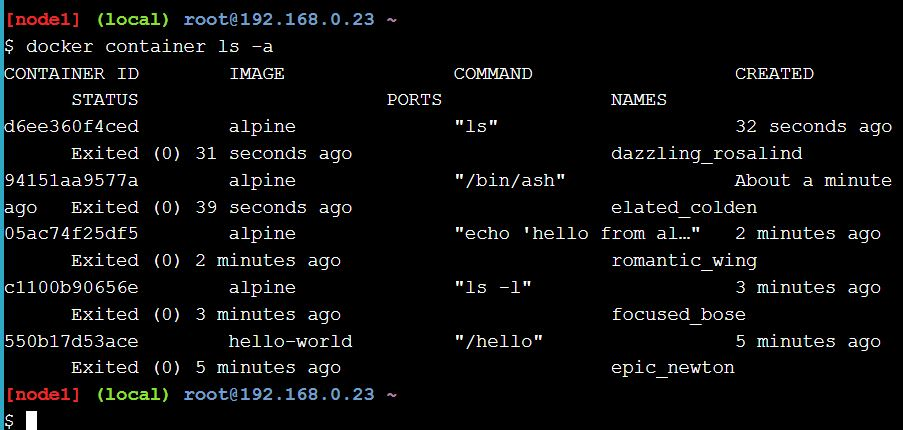 [node1] (local) root@192.168.0.23 ~
$ docker container ls -a
CONTAINER ID        IMAGE               COMMAND                  CREATED
      STATUS                      PORTS               NAMES
d6ee360f4ced        alpine              "ls"                     32 seconds ago
      Exited (0) 31 seconds ago                       dazzling_rosalind
94151aa9577a        alpine              "/bin/ash"               About a minute
ago   Exited (0) 39 seconds ago                       elated_colden
05ac74f25df5        alpine              "echo 'hello from al…"   2 minutes ago
      Exited (0) 2 minutes ago                        romantic_wing
c1100b90656e        alpine              "ls -l"                  3 minutes ago
      Exited (0) 3 minutes ago                        focused_bose
550b17d53ace        hello-world         "/hello"                 5 minutes ago
      Exited (0) 5 minutes ago                        epic_newton
[node1] (local) root@192.168.0.23 ~
$